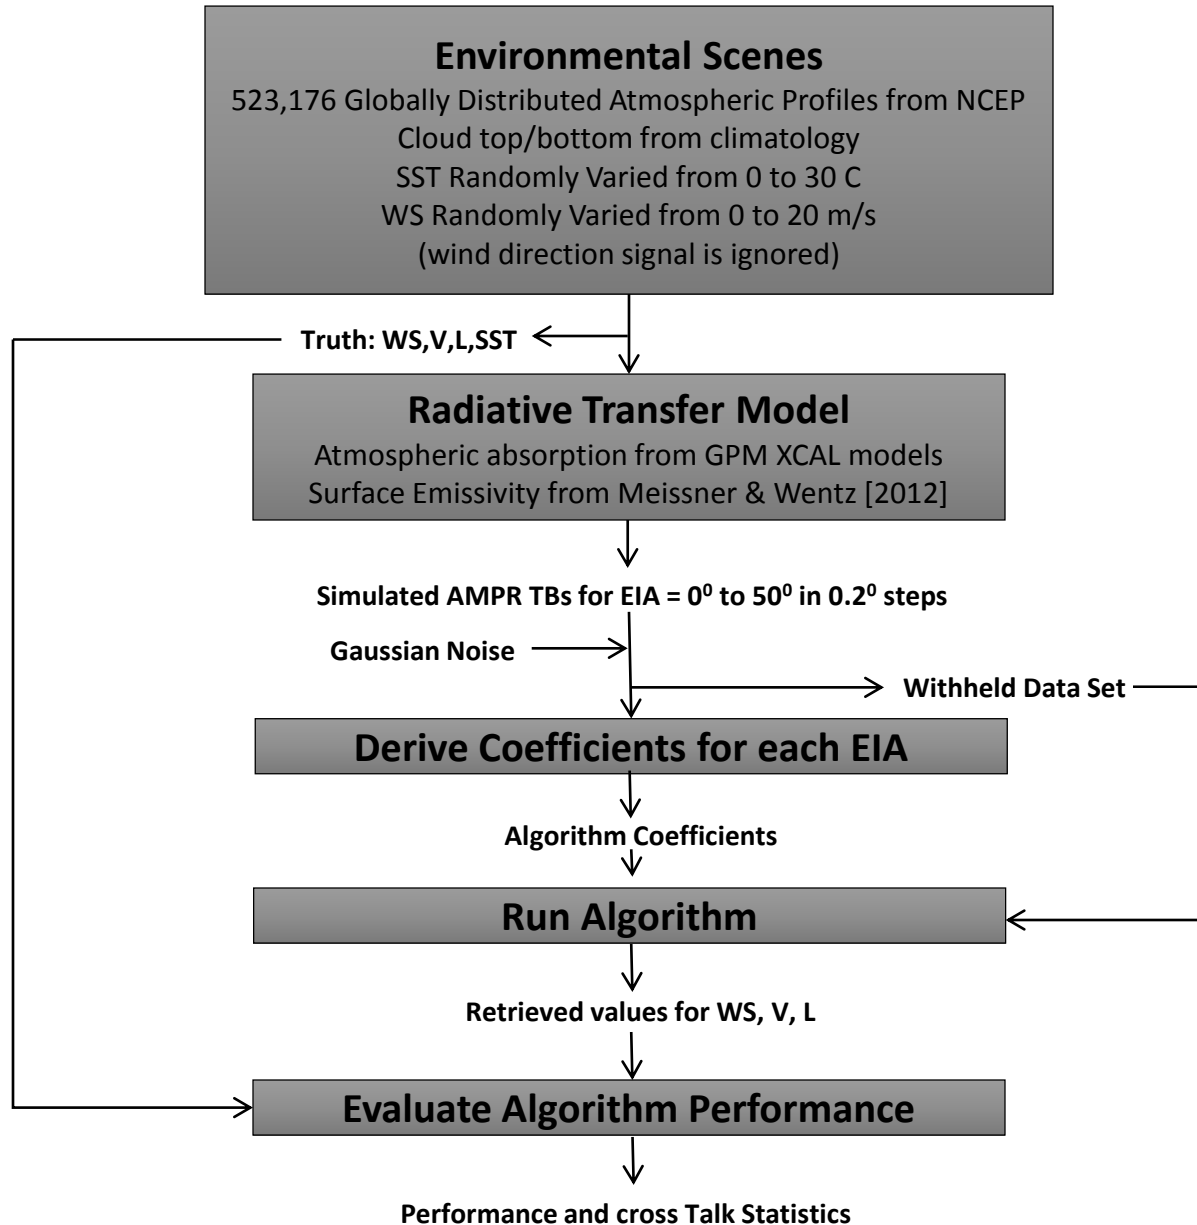 Environmental Scenes
523,176 Globally Distributed Atmospheric Profiles from NCEP
Cloud top/bottom from climatology
SST Randomly Varied from 0 to 30 C
WS Randomly Varied from 0 to 20 m/s
(wind direction signal is ignored)
Truth: WS,V,L,SST
Radiative Transfer Model
Atmospheric absorption from GPM XCAL models
Surface Emissivity from Meissner & Wentz [2012]
Simulated AMPR TBs for EIA = 0⁰ to 50⁰ in 0.2⁰ steps
Gaussian Noise
Withheld Data Set
Derive Coefficients for each EIA
Algorithm Coefficients
Run Algorithm
Retrieved values for WS, V, L
Evaluate Algorithm Performance
Performance and cross Talk Statistics